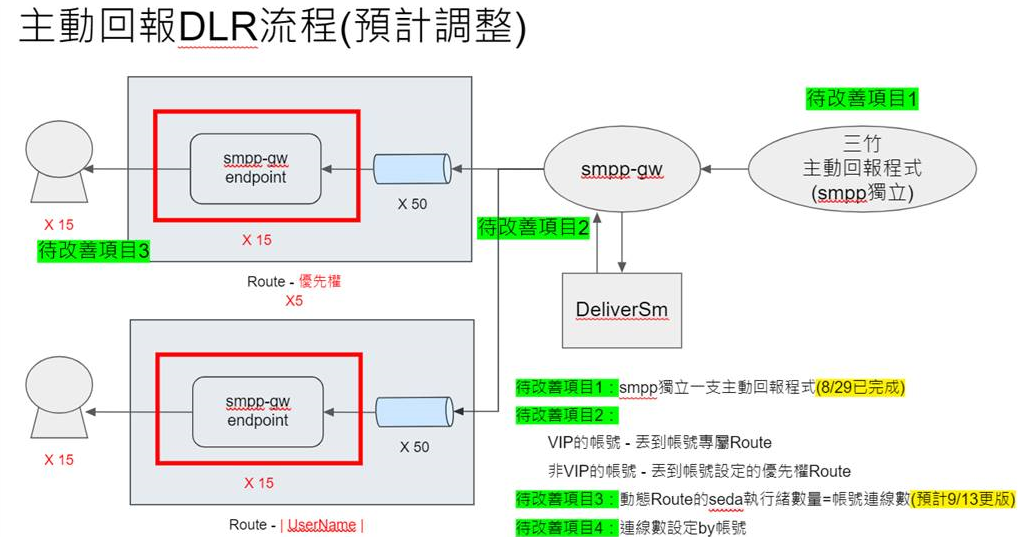 主動回報DLR流程(預計調整)
待改善項目1
三竹
主動回報程式
(smpp獨立)
smpp-gw
smpp-gw
endpoint
X 50
X 15
X 15
待改善項目2
待改善項目3
Route - 優先權
X5
DeliverSm
smpp-gw
endpoint
X 50
X 15
X 15
Route - | UserName |
待改善項目1：smpp獨立一支主動回報程式(8/29已完成)
待改善項目2：
VIP的帳號 - 丟到帳號專屬Route
非VIP的帳號 - 丟到帳號設定的優先權Route
待改善項目3：動態Route的seda執行緒數量=帳號連線數(預計9/13更版)
待改善項目4：連線數設定by帳號